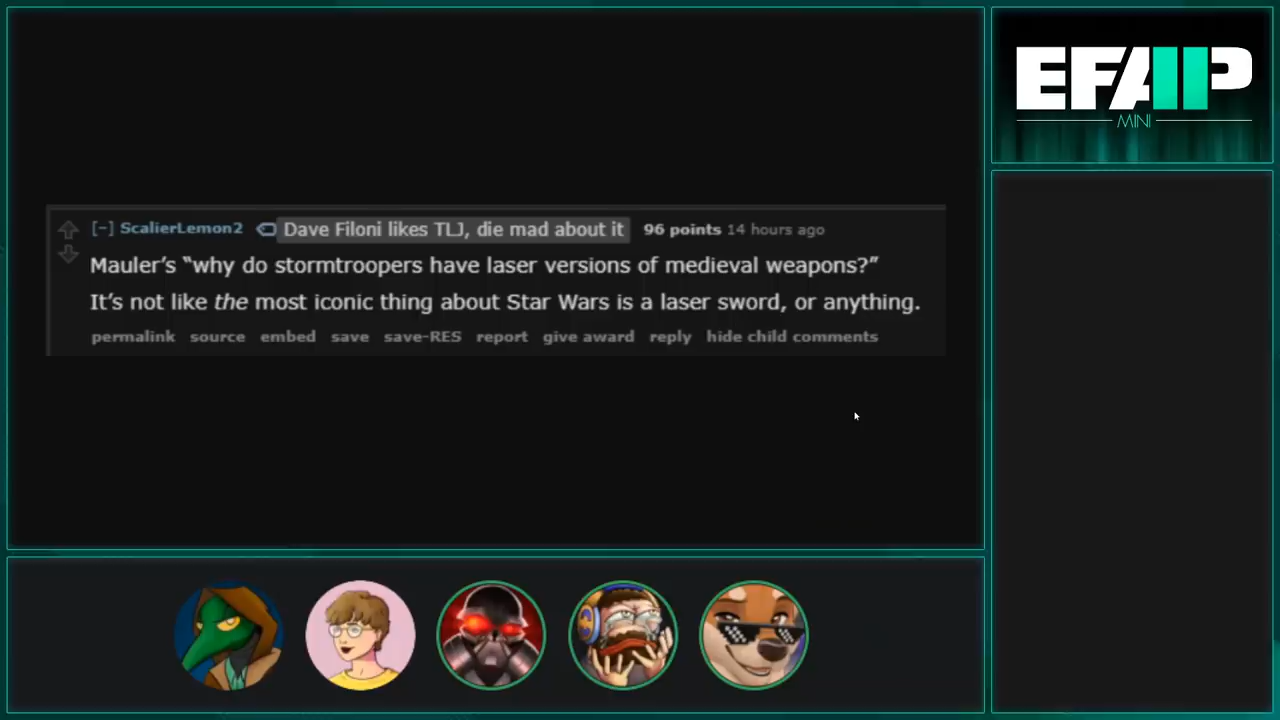 EFAP
MINI
[-] ScalierLemon2 Dave Filoni likes TLJ, die mad about it 96 points 14 hours ago
Mauler’s “why do stormtroopers have laser versions of medieval weapons?”
It’s not like the most iconic thing about Star Wars is a laser sword, or anything.
permalink source embed save save-RES report give award reply hide child comments